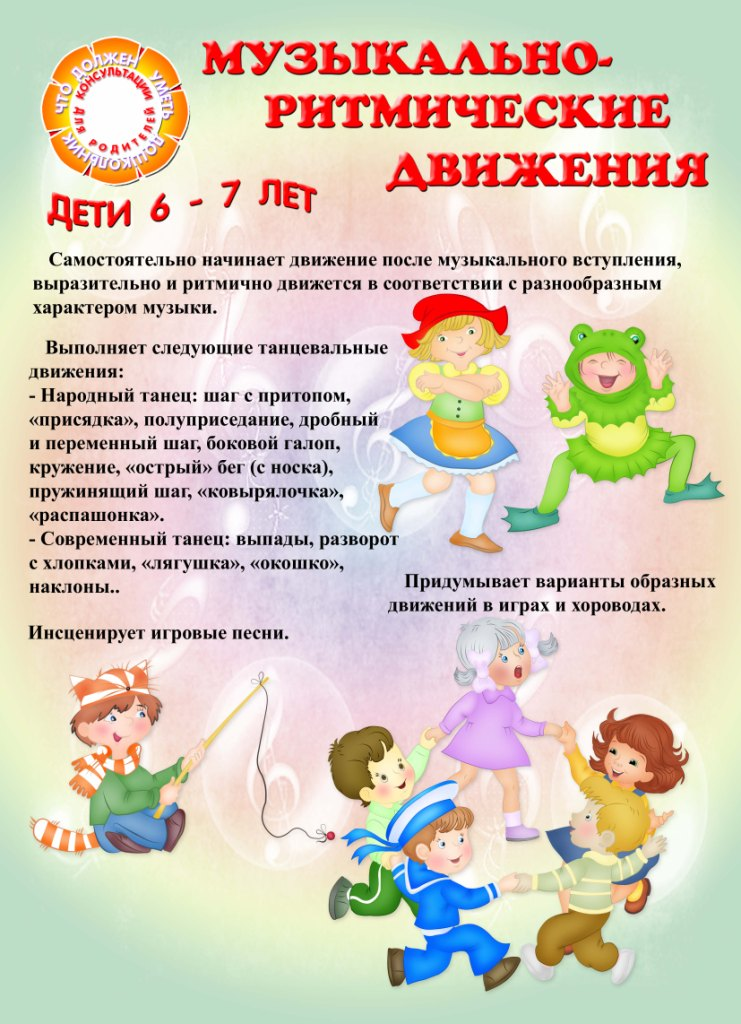 ЧТО ДОЛЖЕН УМЕТЬ ДОШКОЛЬНИК
КОНСУЛЬТАЦИИ ДЛЯ РОДИТЕЛЕЙ
МУЗЫКАЛЬНО-
РИТМИЧЕСКИЕ
ДВИЖЕНИЯ
ДЕТИ 6 - 7 ЛЕТ
Самостоятельно начинает движение после музыкального вступления,
выразительно и ритмично движется в соответствии с разнообразным
характером музыки.
Выполняет следующие танцевальные
движения:
- Народный танец: шаг с притопом,
«присядка», полуприседание, дробный
и переменный шаг, боковой галоп,
кружение, «острый» бег (с носка),
пружинящий шаг, «ковырялочка»,
«распашонка».
- Современный танец: выпады, разворот
с хлопками, «лягушка», «окошко»,
наклоны..
Придумывает варианты образных
движений в играх и хороводах.
Инсценирует игровые песни.